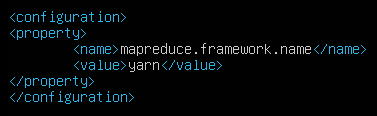 <configuration>
<property>
        <name>mapreduce.framework.name</name>
        <value>yarn</value>
</property>
</configuration>